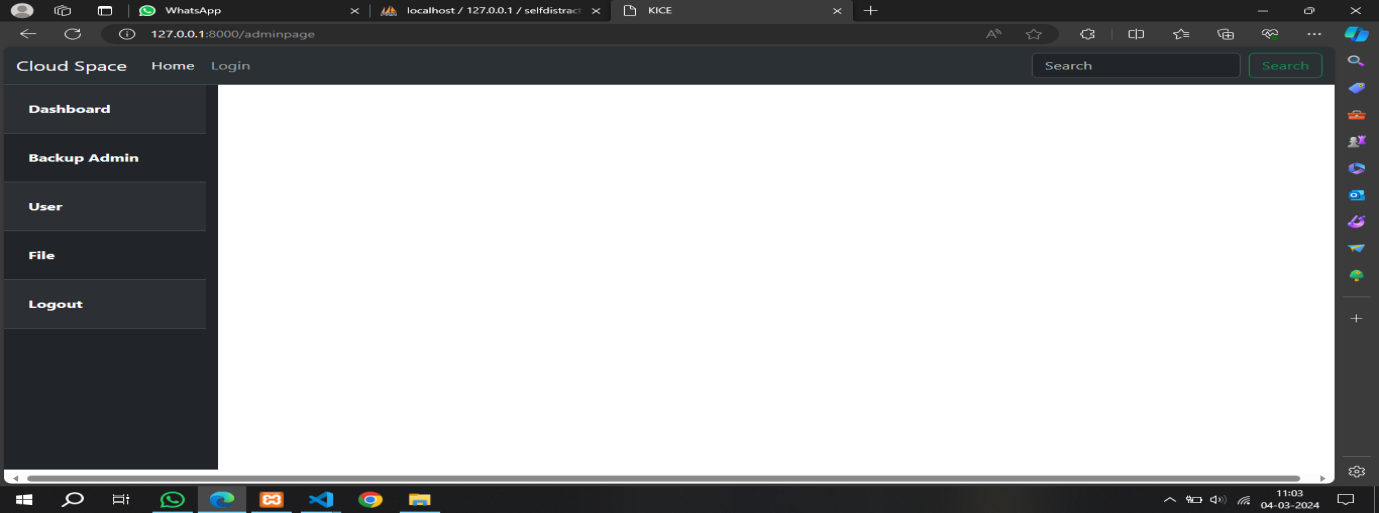 WhatsApp
localhost / 127.0.0.1 / selfdistract
KICE
127.0.0.1:8000/adminpage
Cloud Space Home Login Search Search
Dashboard
Backup Admin
User
File
Logout
11:03
04-03-2024